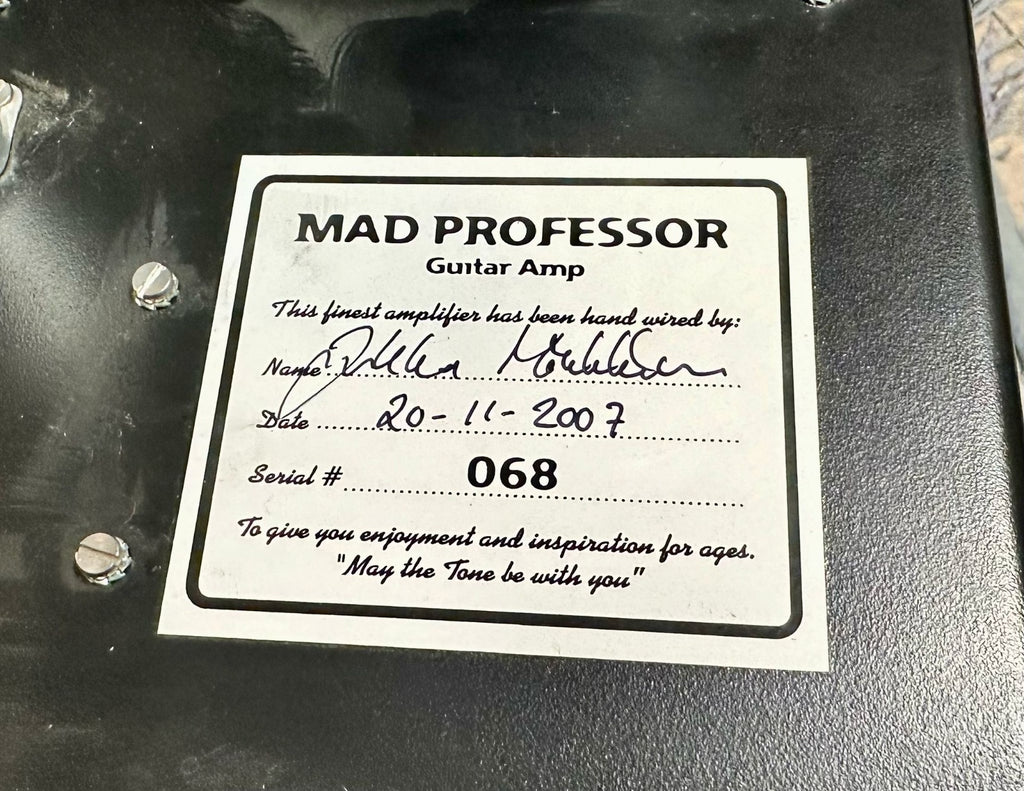 MAD PROFESSOR
Guitar Amp
This finest amplifier has been hand wired by:
Name
Date 20-11-2007
Serial # 068
To give you enjoyment and inspiration for ages.
"May the Tone be with you"